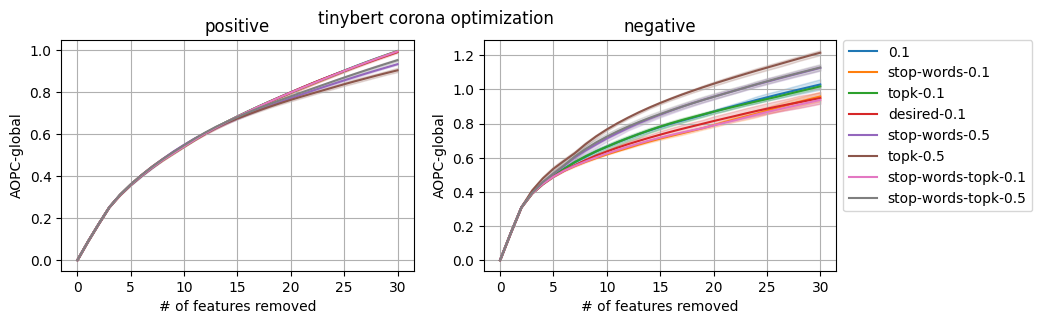 tinybert corona optimization
positive
negative
1.0
0.8
0.6
0.4
0.2
0.0
AOPC-global
0 5 10 15 20 25 30
# of features removed
1.2
1.0
0.8
0.6
0.4
0.2
0.0
AOPC-global
0 5 10 15 20 25 30
# of features removed
0.1
stop-words-0.1
topk-0.1
desired-0.1
stop-words-0.5
topk-0.5
stop-words-topk-0.1
stop-words-topk-0.5